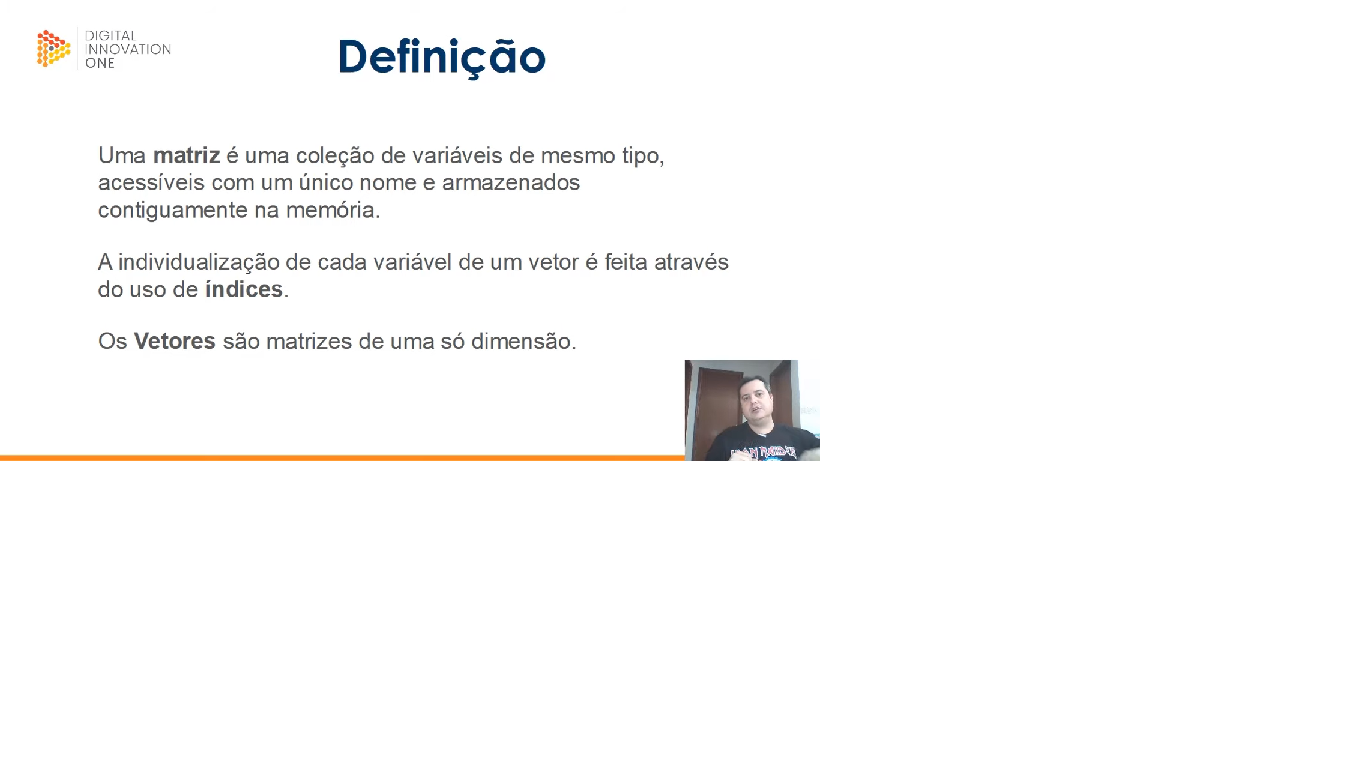 DIGITAL
INNOVATION
ONE
Definição
Uma matriz é uma coleção de variáveis de mesmo tipo,
acessíveis com um único nome e armazenados
contiguamente na memória.
A individualização de cada variável de um vetor é feita através
do uso de índices.
Os Vetores são matrizes de uma só dimensão.
IRON MAIDEN